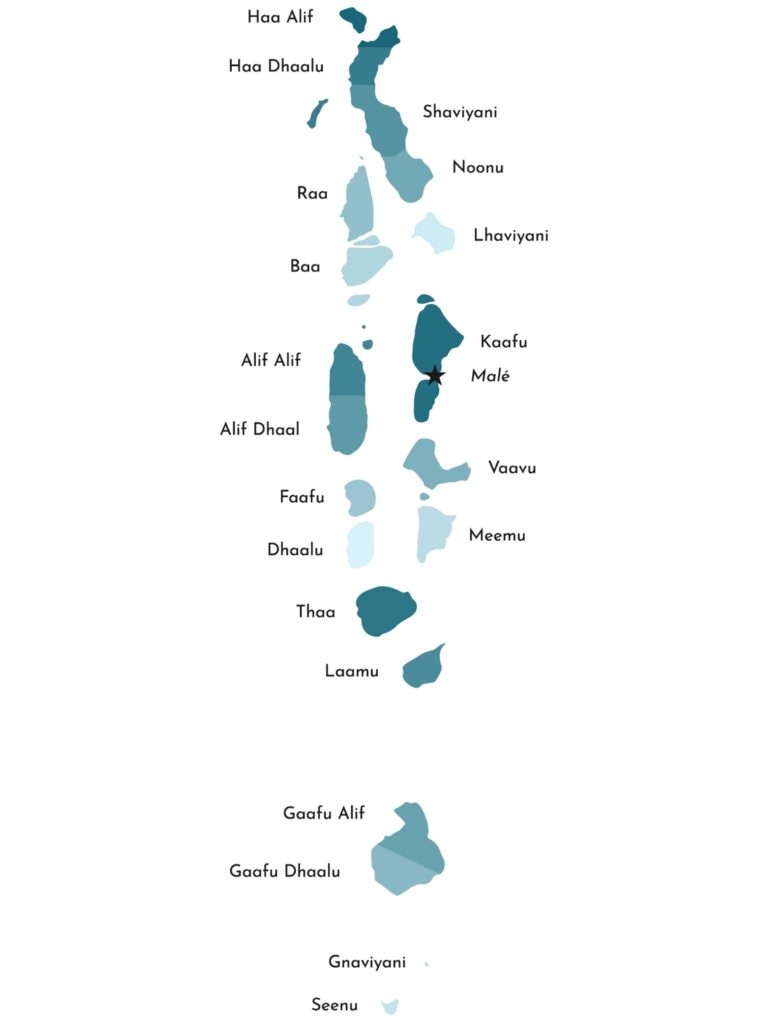 Haa Alif
Haa Dhaalu
Shaviyani
Noonu
Raa
Lhaviyani
Baa
Kaafu
Alif Alif
Malé
Alif Dhaal
Vaavu
Faafu
Meemu
Dhaalu
Thaa
Laamu
Gaafu Alif
Gaafu Dhaalu
Gnaviyani
Seenu